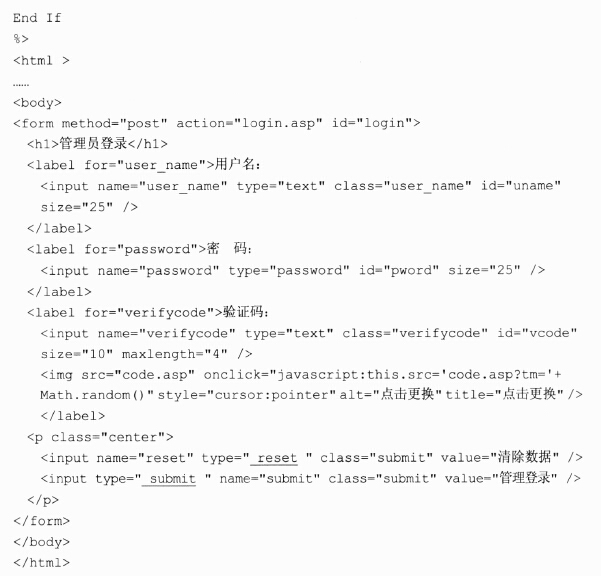 End If
%>
<html >
……
<body>
<form method="post" action="login.asp" id="login">
<h1>管理员登录</h1>
<label for="user_name">用户名:
<input name="user_name" type="text" class="user_name" id="uname"
size="25" />
</label>
<label for="password">密　码:
<input name="password" type="password" id="pword" size="25" />
</label>
<label for="verifycode">验证码:
<input name="verifycode" type="text" class="verifycode" id="vcode"
size="10" maxlength="4" />
<img src="code.asp" onclick="javascript:this.src='code.asp?tm='+
Math.random()" style="cursor:pointer" alt="点击更换" title="点击更换" />
</label>
<p class="center">
<input name="reset" type=" reset " class="submit" value="清除数据" />
<input type=" submit " name="submit" class="submit" value="管理登录" />
</p>
</form>
</body>
</html>